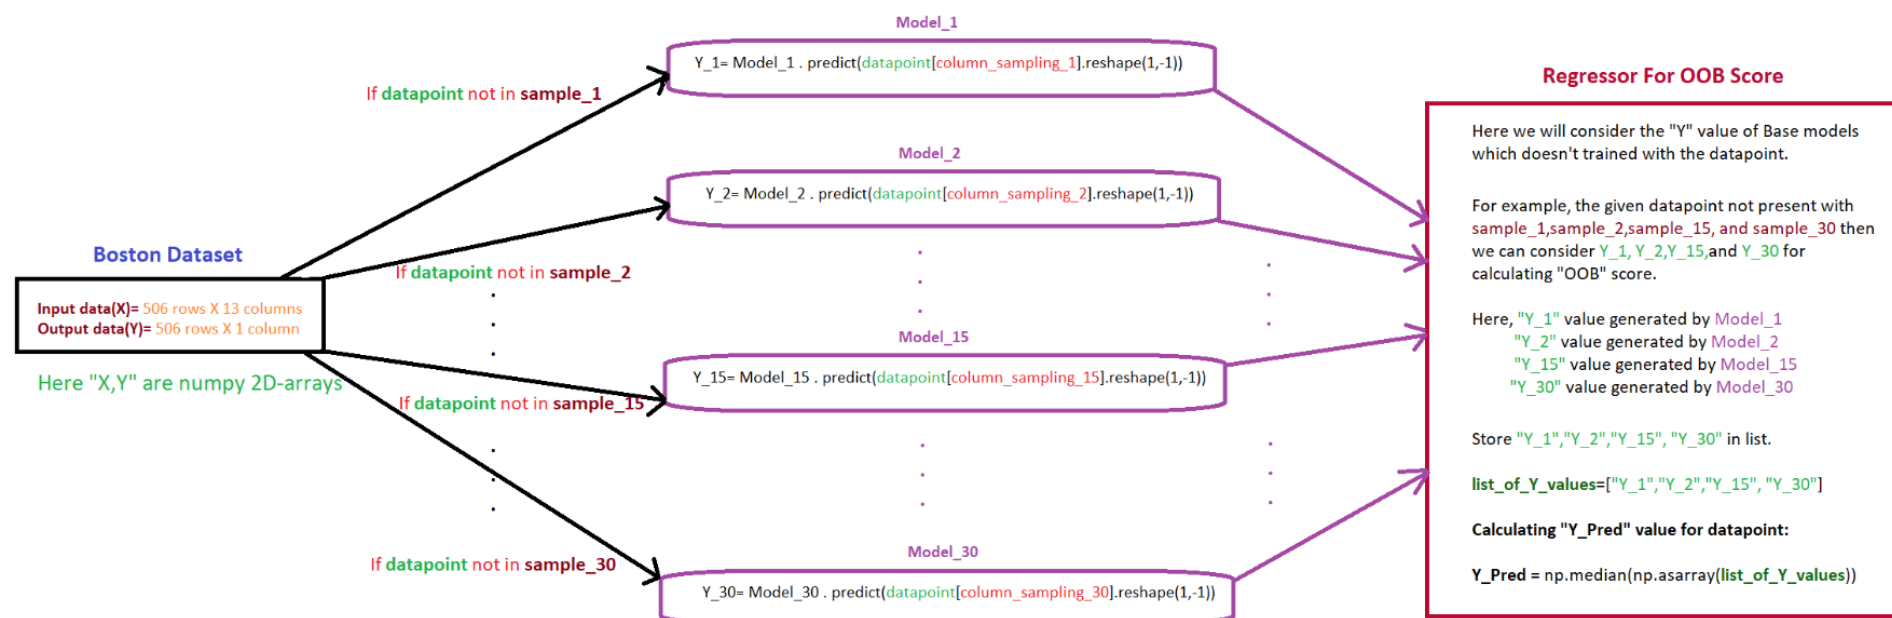 Boston Dataset
Input data(X)= 506 rows X 13 columns
Output data(Y)= 506 rows X 1 column
Here "X,Y" are numpy 2D-arrays
If datapoint not in sample_1
If datapoint not in sample_2
If datapoint not in sample_15
If datapoint not in sample_30
Model_1
Y_1= Model_1 . predict(datapoint[column_sampling_1].reshape(1,-1))
Model_2
Y_2= Model_2 . predict(datapoint[column_sampling_2].reshape(1,-1))
Model_15
Y_15= Model_15 . predict(datapoint[column_sampling_15].reshape(1,-1))
Model_30
Y_30= Model_30 . predict(datapoint[column_sampling_30].reshape(1,-1))
Regressor For OOB Score
Here we will consider the "Y" value of Base models
which doesn't trained with the datapoint.
For example, the given datapoint not present with
sample_1,sample_2,sample_15, and sample_30 then
we can consider Y_1, Y_2,Y_15,and Y_30 for
calculating "OOB" score.
Here, "Y_1" value generated by Model_1
"Y_2" value generated by Model_2
"Y_15" value generated by Model_15
"Y_30" value generated by Model_30
Store "Y_1","Y_2","Y_15", "Y_30" in list.
list_of_Y_values=["Y_1","Y_2","Y_15", "Y_30"]
Calculating "Y_Pred" value for datapoint:
Y_Pred = np.median(np.asarray(list_of_Y_values))